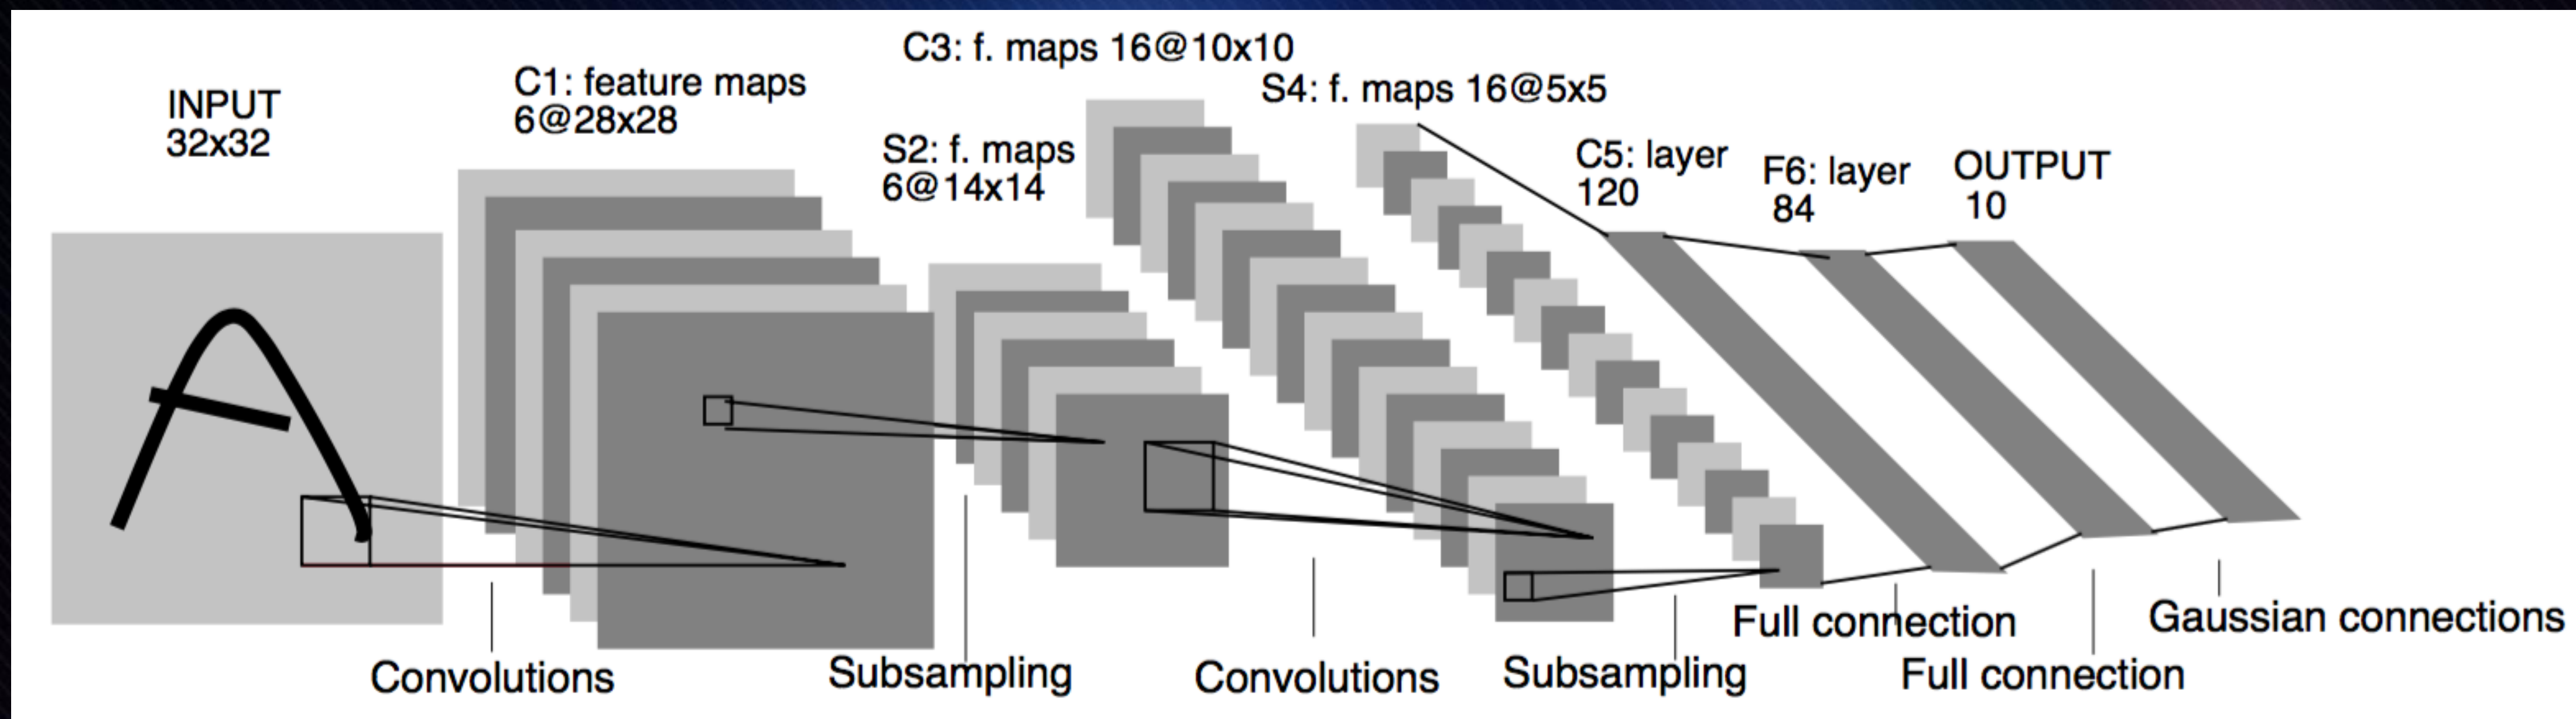 INPUT
32x32
C1: feature maps
6@28x28
S2: f. maps
6@14x14
C3: f. maps 16@10x10
S4: f. maps 16@5x5
C5: layer
120
F6: layer
84
OUTPUT
10
Convolutions
Subsampling
Convolutions
Subsampling
Full connection
Full connection
Gaussian connections